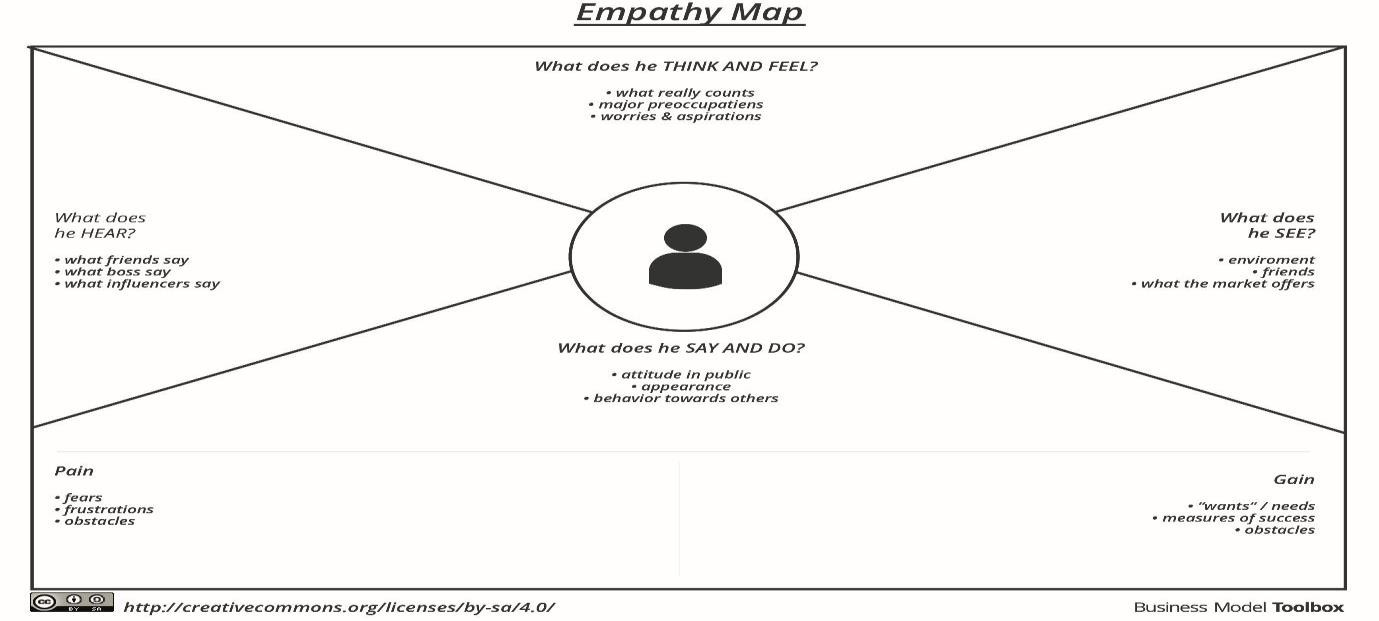 Empathy Map
What does he THINK AND FEEL?
• what really counts
• major preoccupatiens
• worries & aspirations
What does
he HEAR?
• what friends say
• what boss say
• what influencers say
What does
he SEE?
• enviroment
• friends
• what the market offers
What does he SAY AND DO?
• attitude in public
• appearance
• behavior towards others
Pain
• fears
• frustrations
• obstacles
Gain
• “wants” / needs
• measures of success
• obstacles
cc BY SA
http://creativecommons.org/licenses/by-sa/4.0/
Business Model Toolbox